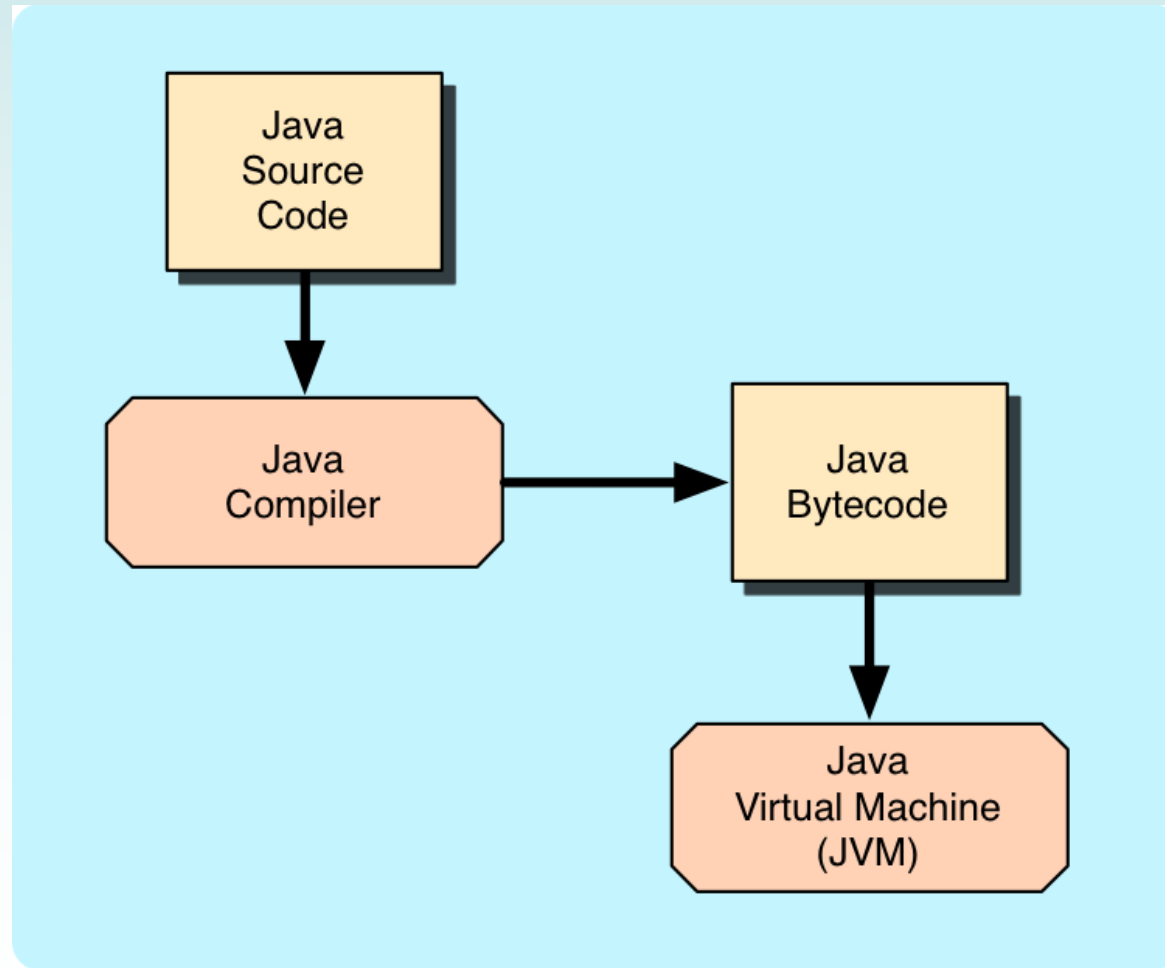 Java
Source
Code
Java
Compiler
Java
Bytecode
Java
Virtual Machine
(JVM)